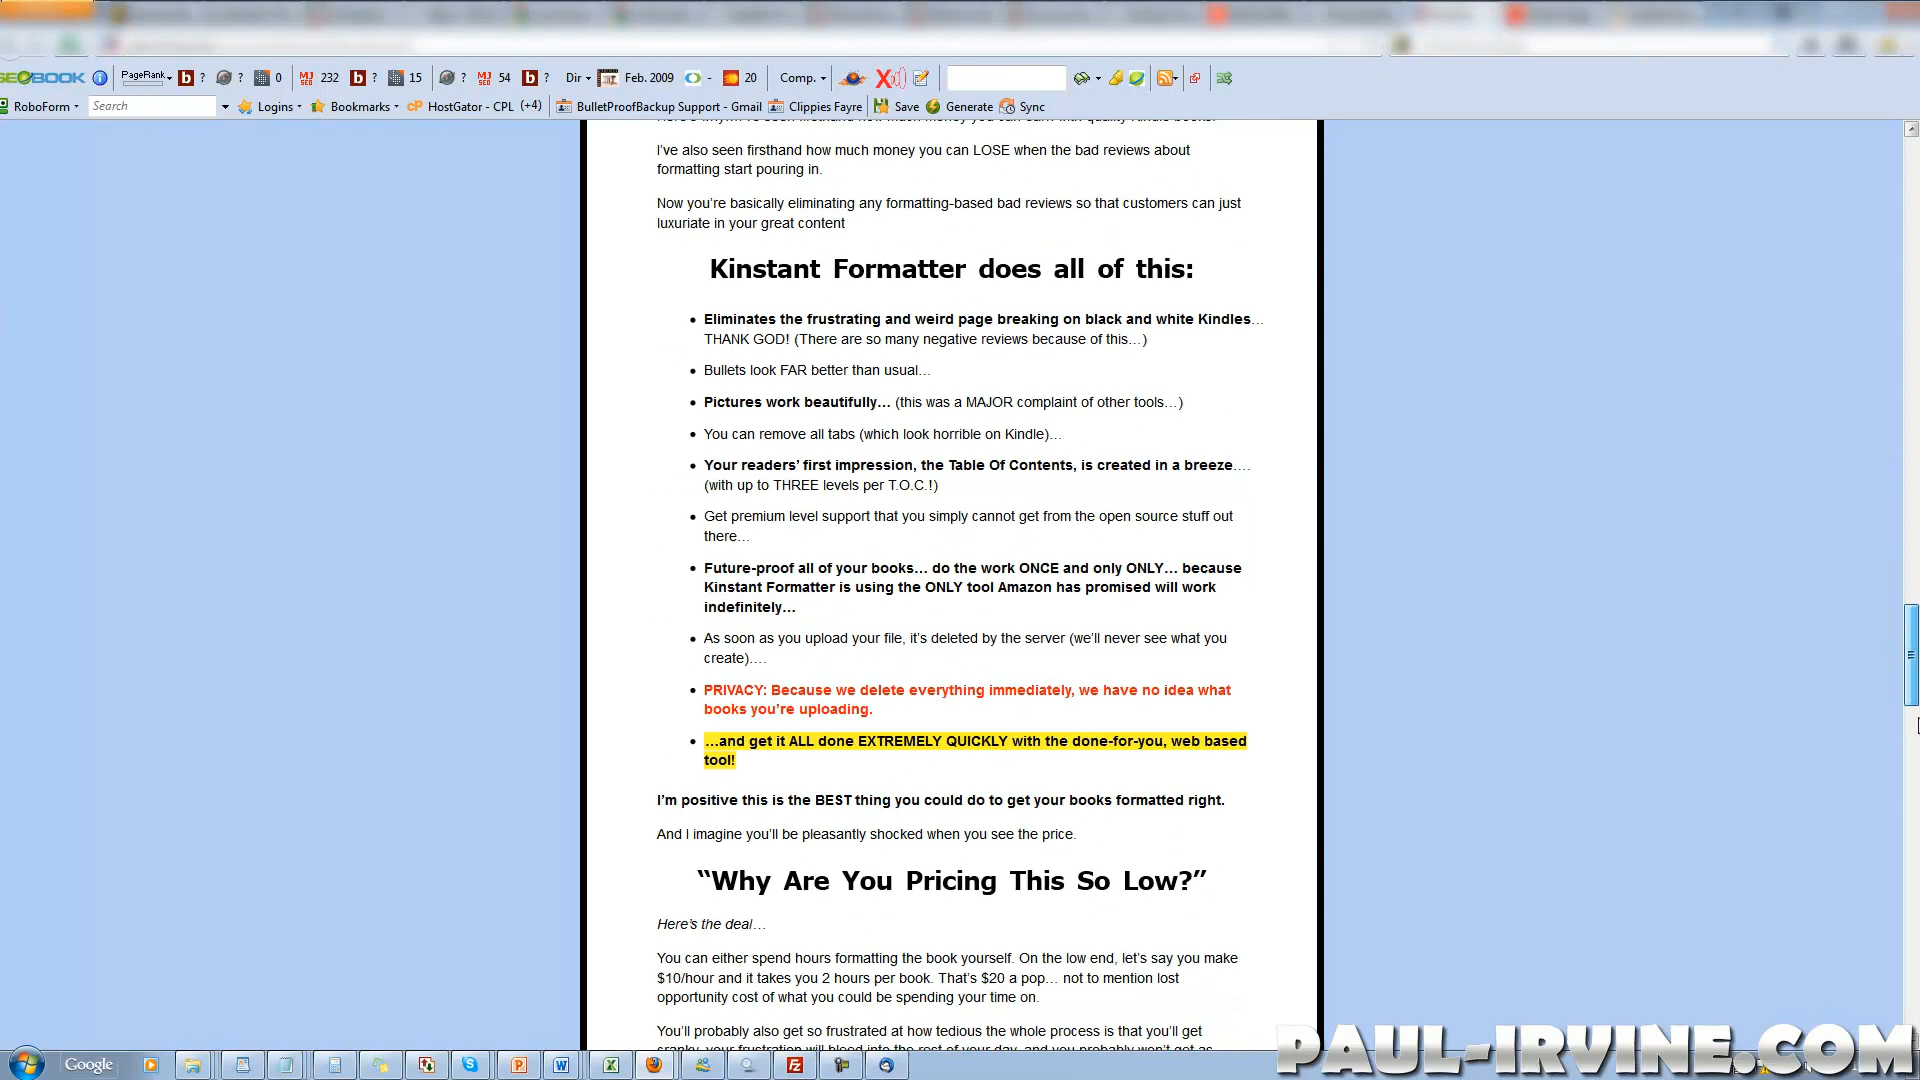 SEOBOOK PageRank ? ? 0 232 ? 15 ? 54 ? Dir Feb. 2009 - 20 Comp.
RoboForm Search Logins Bookmarks HostGator - CPL (+4) BulletProofBackup Support - Gmail Clippies Fayre Save Generate Sync
I've also seen firsthand how much money you can LOSE when the bad reviews about
formatting start pouring in.
Now you're basically eliminating any formatting-based bad reviews so that customers can just
luxuriate in your great content
Kinstant Formatter does all of this:
• Eliminates the frustrating and weird page breaking on black and white Kindles…
THANK GOD! (There are so many negative reviews because of this…)
• Bullets look FAR better than usual…
• Pictures work beautifully… (this was a MAJOR complaint of other tools…)
• You can remove all tabs (which look horrible on Kindle)…
• Your readers' first impression, the Table Of Contents, is created in a breeze….
(with up to THREE levels per T.O.C.!)
• Get premium level support that you simply cannot get from the open source stuff out
there…
• Future-proof all of your books… do the work ONCE and only ONLY… because
Kinstant Formatter is using the ONLY tool Amazon has promised will work
indefinitely…
• As soon as you upload your file, it's deleted by the server (we'll never see what you
create)….
• PRIVACY: Because we delete everything immediately, we have no idea what
books you're uploading.
• …and get it ALL done EXTREMELY QUICKLY with the done-for-you, web based
tool!
I'm positive this is the BEST thing you could do to get your books formatted right.
And I imagine you'll be pleasantly shocked when you see the price.
“Why Are You Pricing This So Low?”
Here's the deal…
You can either spend hours formatting the book yourself. On the low end, let's say you make
$10/hour and it takes you 2 hours per book. That's $20 a pop… not to mention lost
opportunity cost of what you could be spending your time on.
You'll probably also get so frustrated at how tedious the whole process is that you'll get
Google
PAUL-IRVINE.COM